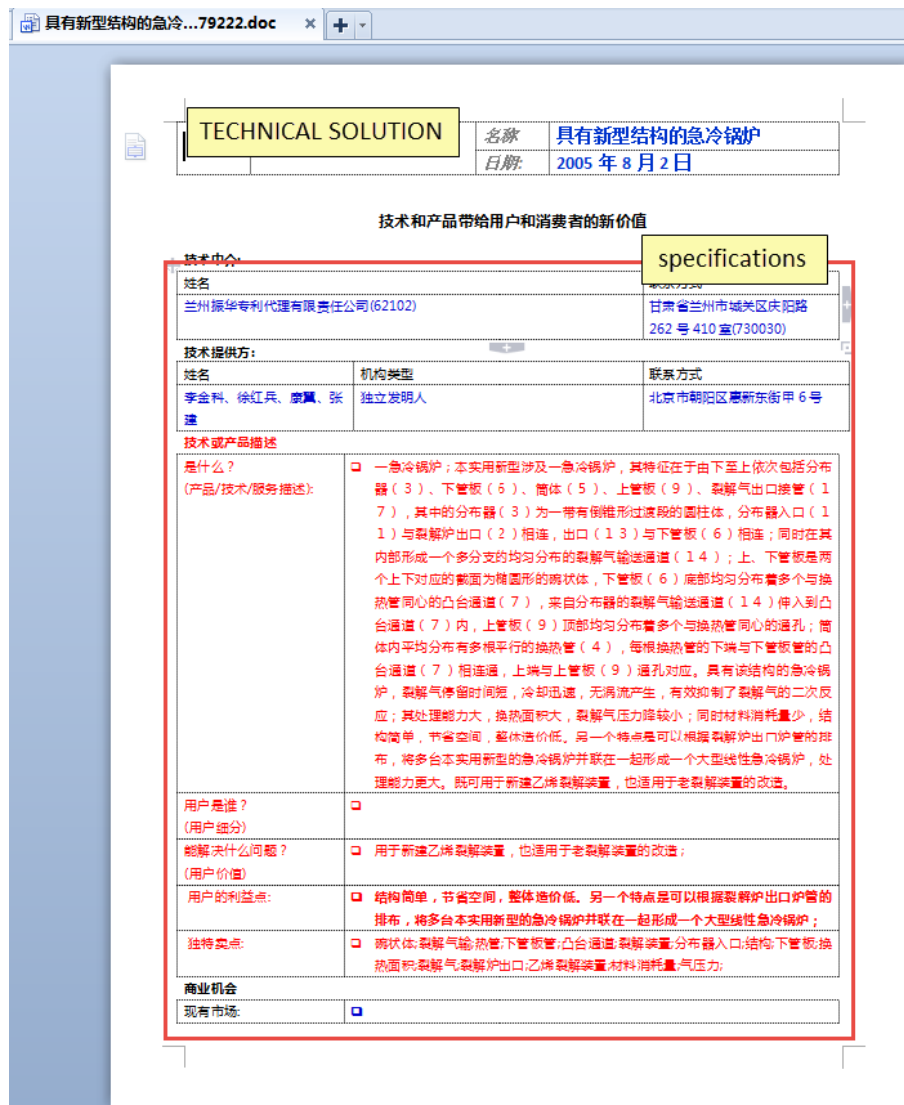 具有新型结构的急冷...79222.doc
TECHNICAL SOLUTION
名称
具有新型结构的急冷锅炉
日期:
2005 年 8 月 2 日
技术和产品带给用户和消费者的新价值
specifications
技术中介:
姓名
联系方式
兰州振华专利代理有限责任公司(62102)
甘肃省兰州市城关区庆阳路
262 号 410 室(730030)
技术提供方:
姓名
机构类型
联系方式
李金科、徐红兵、康翼、张
建
独立发明人
北京市朝阳区惠新东街甲 6 号
技术或产品描述
是什么？
(产品/技术/服务描述):
一急冷锅炉；本实用新型涉及一急冷锅炉，其特征在于由下至上依次包括分布
器（3）、下管板（6）、筒体（5）、上管板（9）、裂解气出口接管（1
7），其中的分布器（3）为一带有倒锥形过渡段的圆柱体，分布器入口（1
1）与裂解炉出口（2）相连，出口（13）与下管板（6）相连；同时在其
内部形成一个多分支的均匀分布的裂解气输送通道（14）；上、下管板是两
个上下对应的截面为椭圆形的碗状体，下管板（6）底部均匀分布着多个与换
热管同心的凸台通道（7），来自分布器的裂解气输送通道（14）伸入到凸
台通道（7）内，上管板（9）顶部均匀分布着多个与换热管同心的通孔；筒
体内平均分布有多根平行的换热管（4），每根换热管的下端与下管板管的凸
台通道（7）相连通，上端与上管板（9）通孔对应。具有该结构的急冷锅
炉，裂解气停留时间短，冷却迅速，无涡流产生，有效抑制了裂解气的二次反
应；其处理能力大，换热面积大，裂解气压力降较小；同时材料消耗量少，结
构简单，节省空间，整体造价低。另一个特点是可以根据裂解炉出口炉管的排
布，将多台本实用新型的急冷锅炉并联在一起形成一个大型线性急冷锅炉，处
理能力更大。既可用于新建乙烯裂解装置，也适用于老裂解装置的改造。
用户是谁？
(用户细分)
能解决什么问题？
(用户价值)
用于新建乙烯裂解装置，也适用于老裂解装置的改造；
用户的利益点:
结构简单，节省空间，整体造价低。另一个特点是可以根据裂解炉出口炉管的
排布，将多台本实用新型的急冷锅炉并联在一起形成一个大型线性急冷锅炉；
独特卖点:
碗状体;裂解气输;热管;下管板管;凸台通道;裂解装置;分布器入口;结构;下管板;换
热面积;裂解气;裂解炉出口;乙烯裂解装置;材料消耗量;气压力;
商业机会
现有市场: